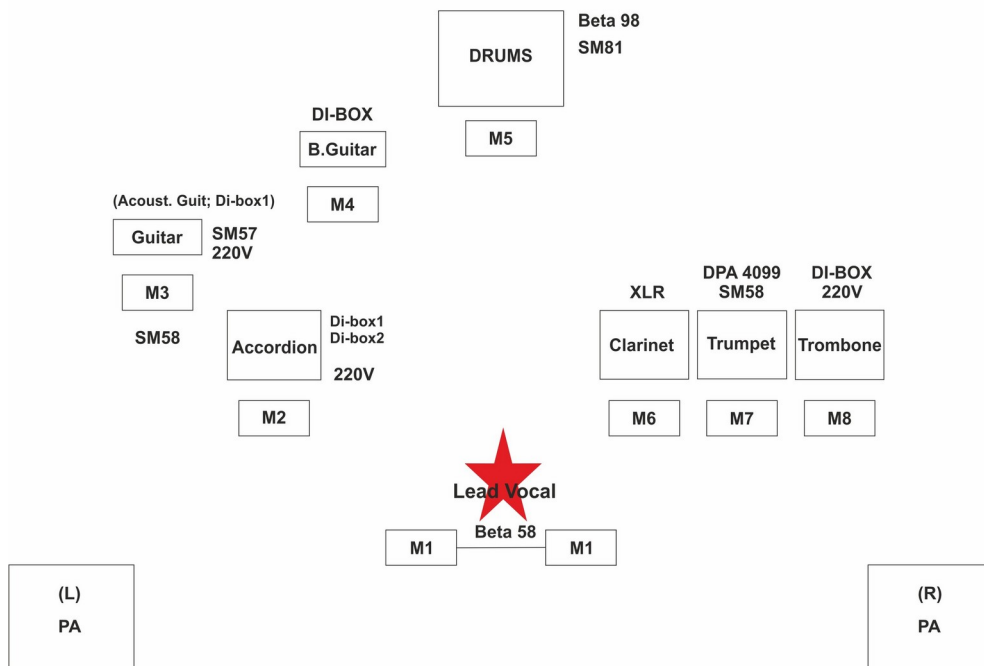 Beta 98
SM81
DRUMS
M5
DI-BOX
B.Guitar
M4
(Acoust. Guit; Di-box1)
Guitar
SM57
220V
M3
SM58
Accordion
Di-box1
Di-box2
220V
M2
XLR
Clarinet
M6
DPA 4099
SM58
Trumpet
M7
DI-BOX
220V
Trombone
M8
Lead Vocal
Beta 58
M1
M1
(L)
PA
(R)
PA